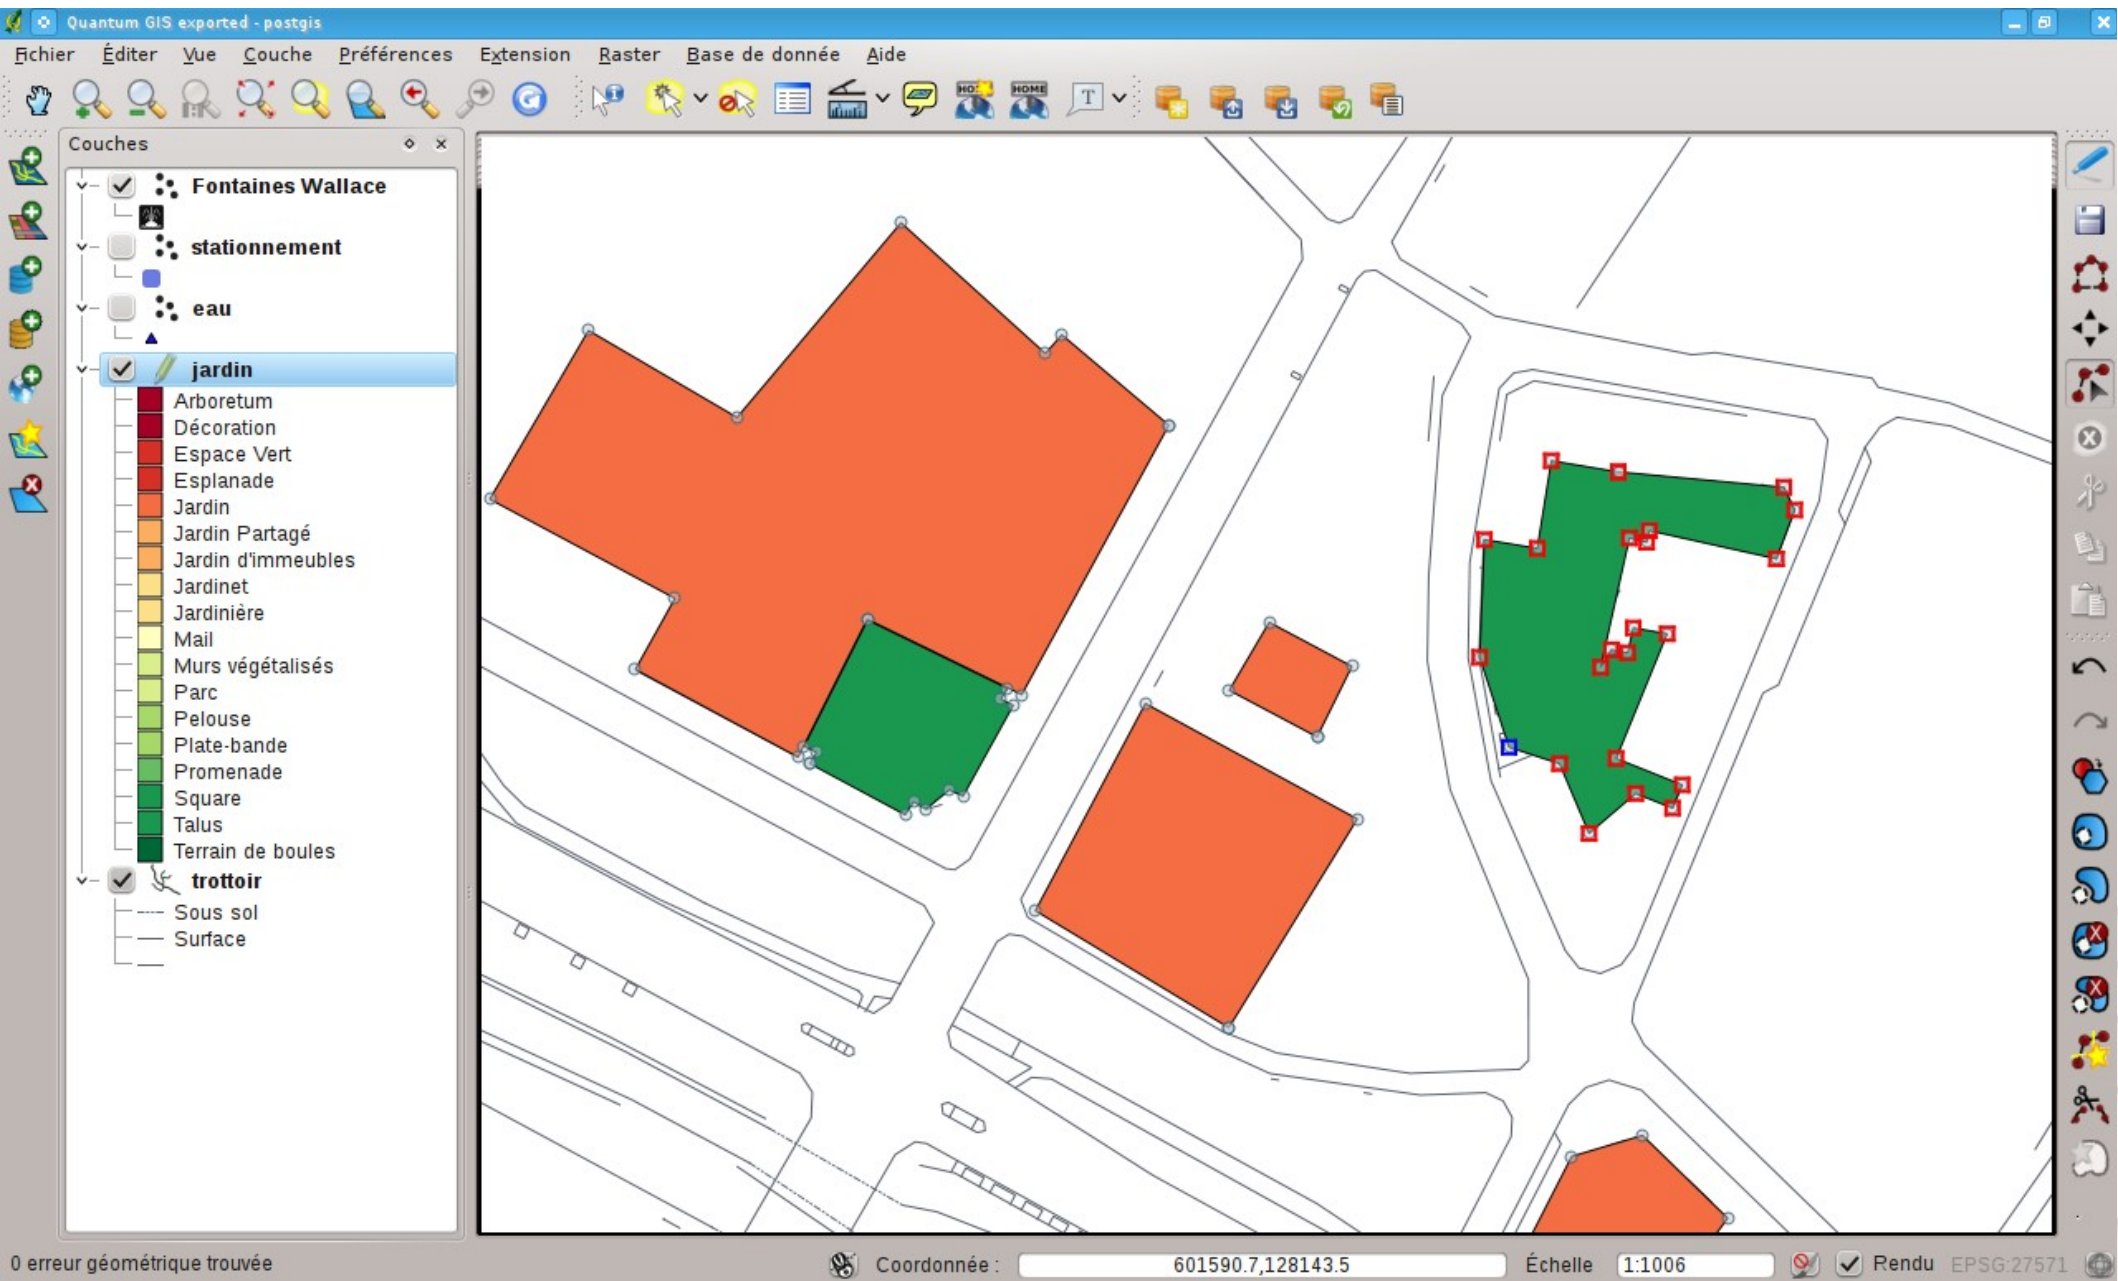 Quantum GIS exported - postgis
Fichier Éditer Vue Couche Préférences Extension Raster Base de donnée Aide
HOME
T
Couches
Fontaines Wallace
stationnement
eau
jardin
Arboretum
Décoration
Espace Vert
Esplanade
Jardin
Jardin Partagé
Jardin d'immeubles
Jardinet
Jardinière
Mail
Murs végétalisés
Parc
Pelouse
Plate-bande
Promenade
Square
Talus
Terrain de boules
trottoir
Sous sol
Surface
0 erreur géométrique trouvée Coordonnée : 601590.7,128143.5 Échelle 1:1006 Rendu EPSG:27571